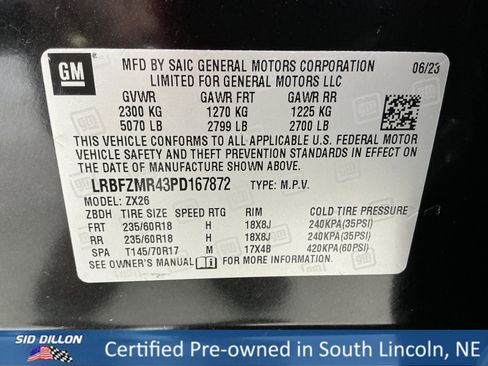 GM
MFD BY SAIC GENERAL MOTORS CORPORATION 06/23
LIMITED FOR GENERAL MOTORS LLC
GVWR GAWR FRT GAWR RR
2300 KG 1270 KG 1225 KG
5070 LB 2799 LB 2700 LB
THIS VEHICLE CONFORMS TO ALL APPLICABLE U.S. FEDERAL MOTOR
VEHICLE SAFETY STANDARDS AND THEFT PREVENTION STANDARD IN EFFECT ON
THE DATE OF MANUFACTURE SHOWN ABOVE.
LRBFZMR43PD167872 TYPE: M.P.V.
MODEL: ZX26
ZBDH TIRE SIZE SPEED RTG RIM COLD TIRE PRESSURE
FRT 235/60R18 H 18X8J 240KPA(35PSI)
RR 235/60R18 H 18X8J 240KPA(35PSI)
SPA T145/70R17 M 17X4B 420KPA(60PSI)
SEE OWNER'S MANUAL FOR MORE INFORMATION.
SID DILLON
Certified Pre-owned in South Lincoln, NE